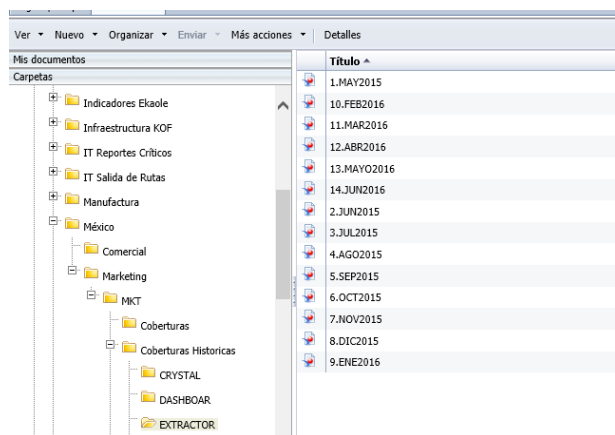 Ver Nuevo Organizar Enviar Más acciones Detalles
Mis documentos
Carpetas
Indicadores Ekaole
Infraestructura KOF
IT Reportes Críticos
IT Salida de Rutas
Manufactura
México
Comercial
Marketing
MKT
Coberturas
Coberturas Historicas
CRYSTAL
DASHBOAR
EXTRACTOR
Título
1.MAY2015
10.FEB2016
11.MAR2016
12.ABR2016
13.MAYO2016
14.JUN2016
2.JUN2015
3.JUL2015
4.AGO2015
5.SEP2015
6.OCT2015
7.NOV2015
8.DIC2015
9.ENE2016